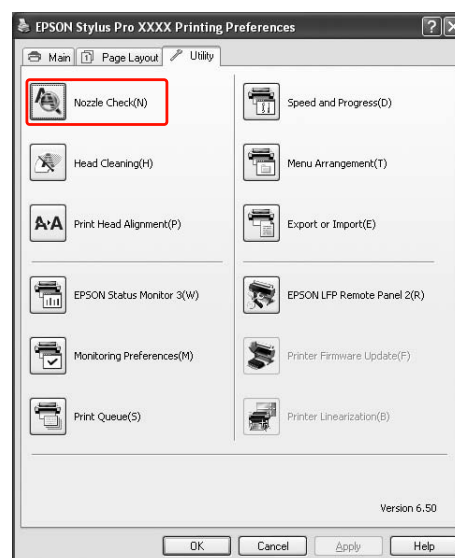 EPSON Stylus Pro XXXX Printing Preferences
Main
Page Layout
Utility
Nozzle Check(N)
Speed and Progress(D)
Head Cleaning(H)
Menu Arrangement(T)
A·A
Print Head Alignment(P)
Export or Import(E)
EPSON Status Monitor 3(W)
EPSON LFP Remote Panel 2(R)
Monitoring Preferences(M)
Printer Firmware Update(F)
Print Queue(S)
Printer Linearization(B)
Version 6.50
OK
Cancel
Apply
Help